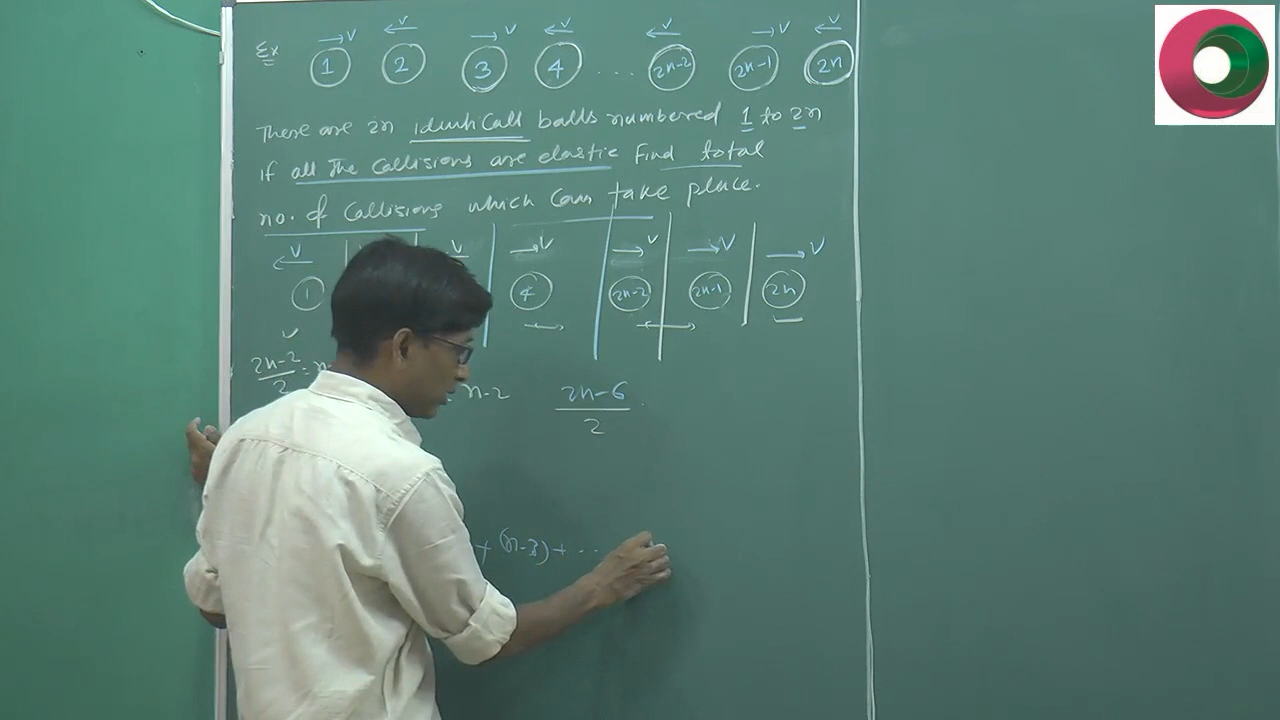 Ex
→V ←V →V ←V ←V →V ←V
1 2 3 4 .... 2n-2 2n-1 2n
There are 2n identical balls numbered 1 to 2n
if all the collisions are elastic Find total
no. of Collisions which can take place.
←V V →V →V →V →V
1 4 2n-2 2n-1 2n
2n-2/2 = n-2 2n-6/2
+ (n-3) + ...